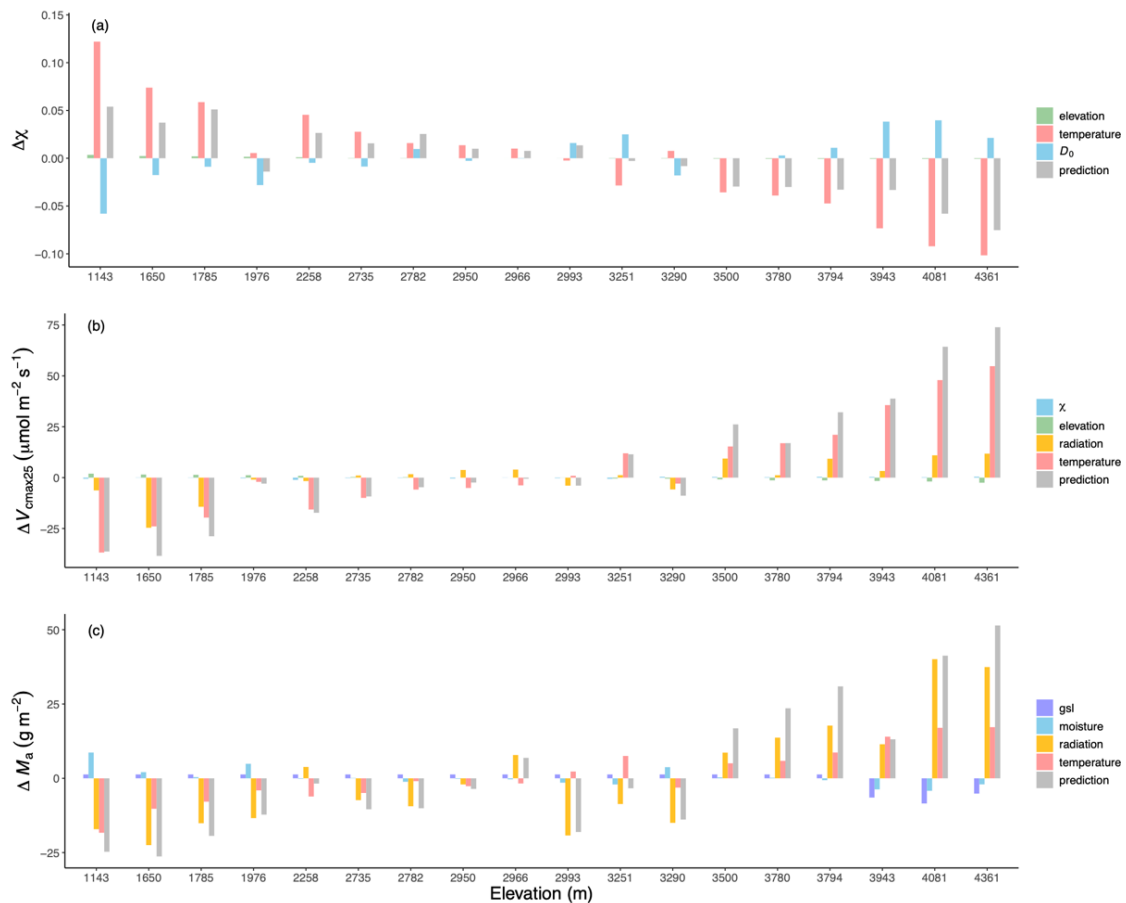 (a)
0.15
0.10
0.05
0.00
−0.05
−0.10
Δχ
1143 1650 1785 1976 2258 2735 2782 2950 2966 2993 3251 3290 3500 3780 3794 3943 4081 4361
elevation
temperature
D₀
prediction
(b)
75
50
25
0
−25
Δ Vcmax25 (μmol m⁻² s⁻¹)
1143 1650 1785 1976 2258 2735 2782 2950 2966 2993 3251 3290 3500 3780 3794 3943 4081 4361
χ
elevation
radiation
temperature
prediction
(c)
50
25
0
−25
Δ Ma (g m⁻²)
1143 1650 1785 1976 2258 2735 2782 2950 2966 2993 3251 3290 3500 3780 3794 3943 4081 4361
Elevation (m)
gsl
moisture
radiation
temperature
prediction